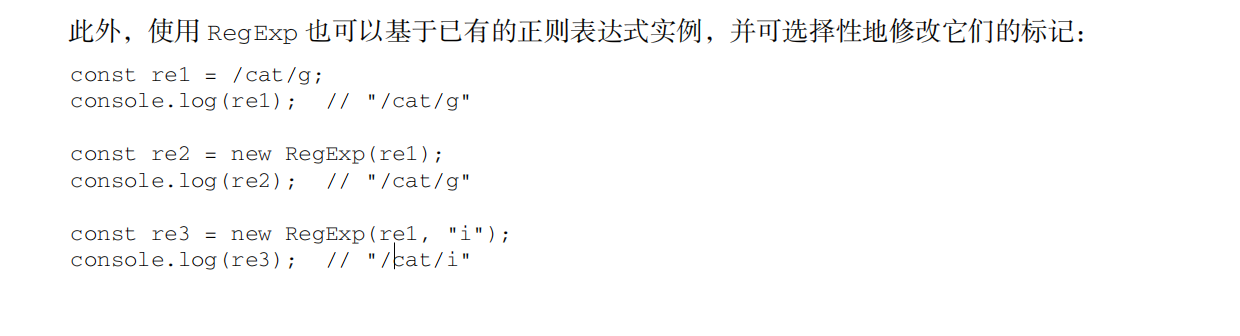 此外，使用 RegExp 也可以基于已有的正则表达式实例，并可选择性地修改它们的标记：
const re1 = /cat/g;
console.log(re1);  // "/cat/g"
const re2 = new RegExp(re1);
console.log(re2);  // "/cat/g"
const re3 = new RegExp(re1, "i");
console.log(re3);  // "/cat/i"